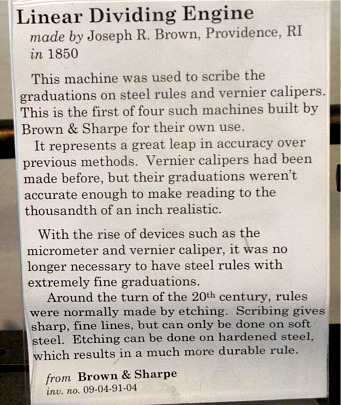 Linear Dividing Engine
made by Joseph R. Brown, Providence, RI
in 1850
This machine was used to scribe the
graduations on steel rules and vernier calipers.
This is the first of four such machines built by
Brown & Sharpe for their own use.
It represents a great leap in accuracy over
previous methods. Vernier calipers had been
made before, but their graduations weren't
accurate enough to make reading to the
thousandth of an inch realistic.
With the rise of devices such as the
micrometer and vernier caliper, it was no
longer necessary to have steel rules with
extremely fine graduations.
Around the turn of the 20th century, rules
were normally made by etching. Scribing gives
sharp, fine lines, but can only be done on soft
steel. Etching can be done on hardened steel,
which results in a much more durable rule.
from Brown & Sharpe
inv. no. 09-04-91-04